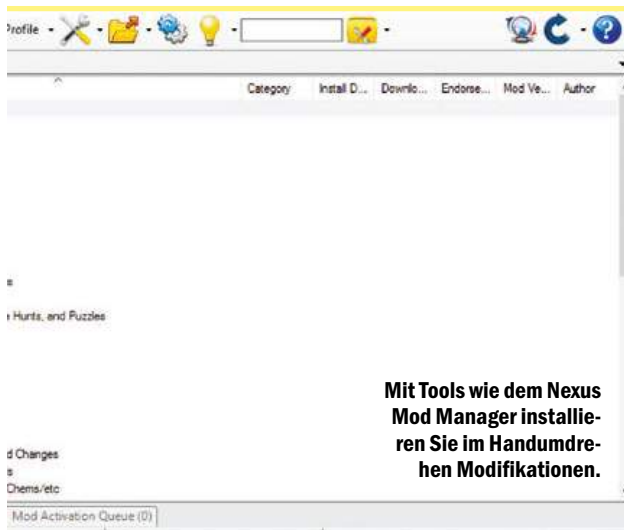 Profile
Category Install D... Downlo... Endorse... Mod Ve... Author
s
e Hunts, and Puzzles
d Changes
s
Chems/etc
Mod Activation Queue (0)
Mit Tools wie dem Nexus
Mod Manager installie-
ren Sie im Handumdre-
hen Modifikationen.